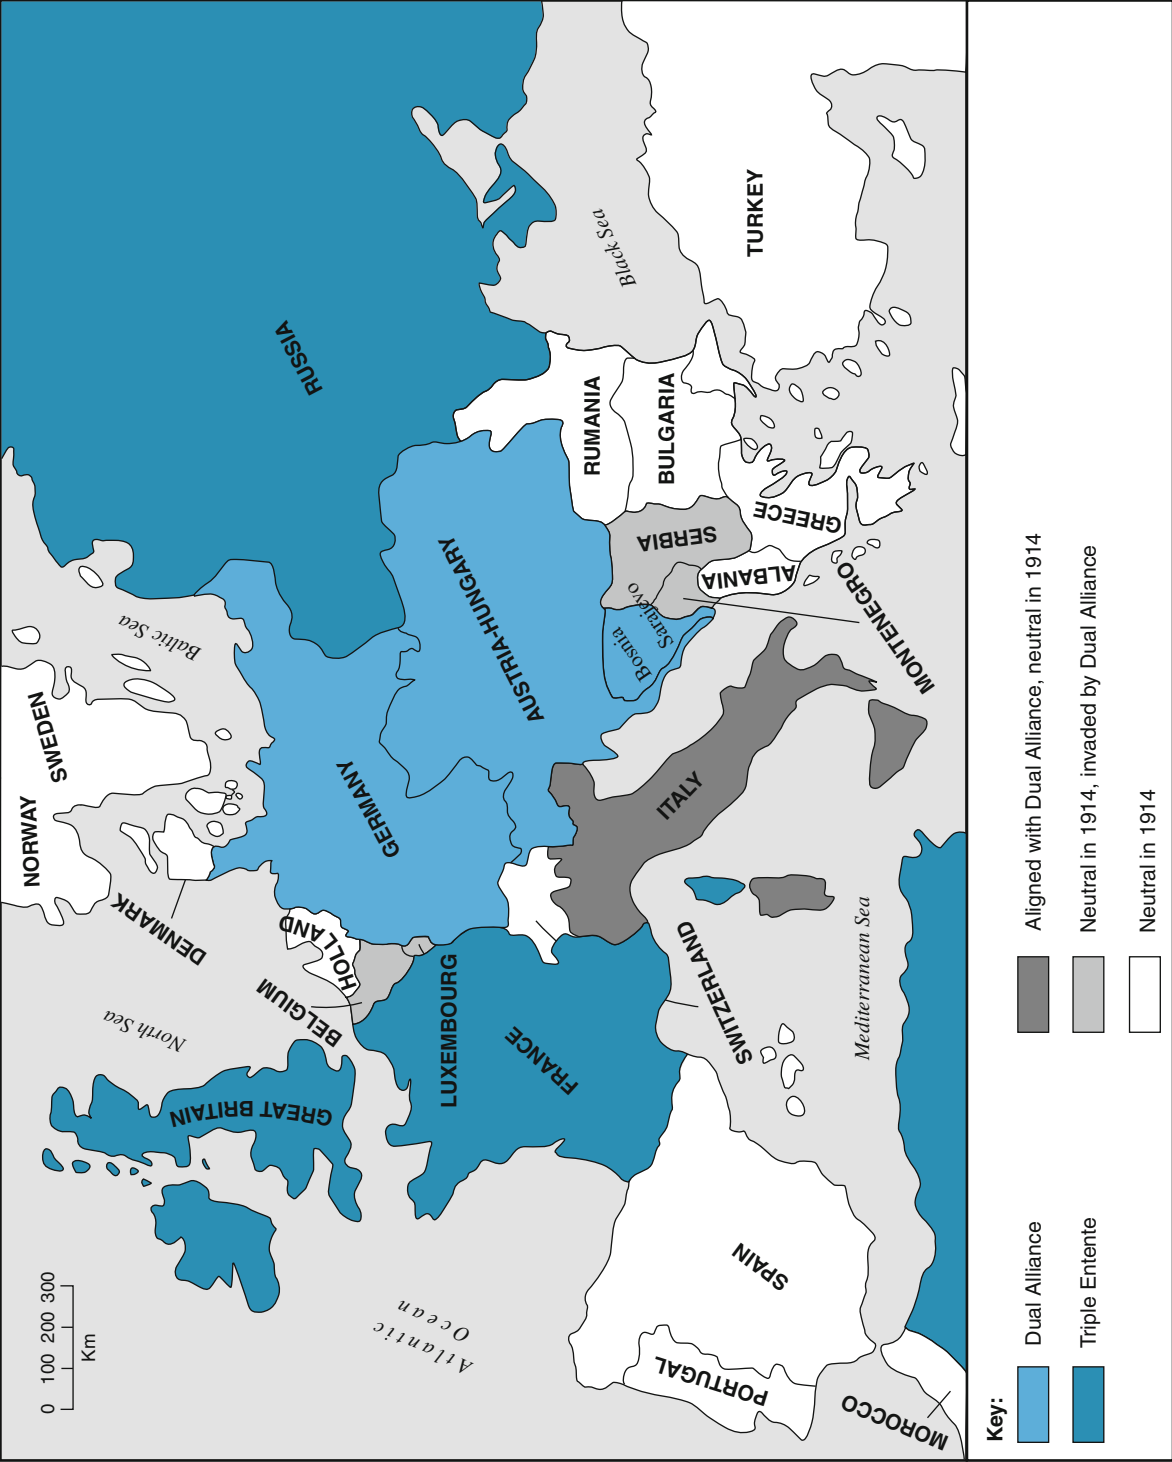 NORWAY
SWEDEN
Baltic Sea
RUSSIA
DENMARK
North Sea
GREAT BRITAIN
HOLLAND
BELGIUM
GERMANY
LUXEMBOURG
AUSTRIA-HUNGARY
FRANCE
Atlantic
Ocean
SWITZERLAND
ITALY
Bosnia
Sarajevo
SERBIA
RUMANIA
BULGARIA
Black Sea
TURKEY
GREECE
ALBANIA
MONTENEGRO
Mediterranean Sea
SPAIN
PORTUGAL
MOROCCO
0 100 200 300
Km
Key:
Dual Alliance
Triple Entente
Aligned with Dual Alliance, neutral in 1914
Neutral in 1914, invaded by Dual Alliance
Neutral in 1914